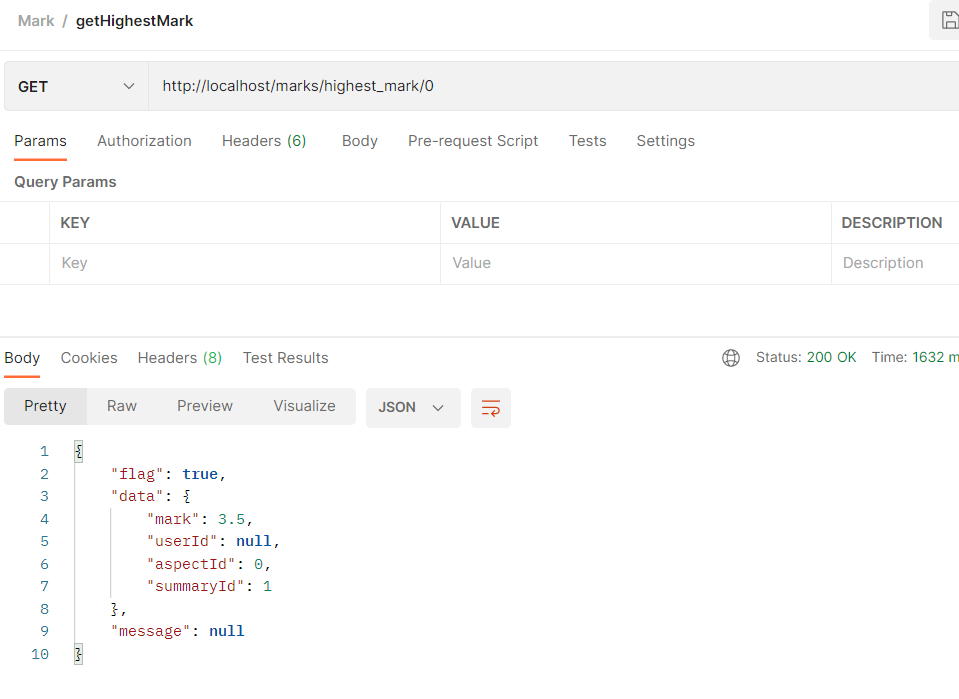 Mark / getHighestMark
GET http://localhost/marks/highest_mark/0
Params Authorization Headers (6) Body Pre-request Script Tests Settings
Query Params
KEY VALUE DESCRIPTION
Key Value Description
Body Cookies Headers (8) Test Results Status: 200 OK Time: 1632 m
Pretty Raw Preview Visualize JSON
1 {
2 "flag": true,
3 "data": {
4 "mark": 3.5,
5 "userId": null,
6 "aspectId": 0,
7 "summaryId": 1
8 },
9 "message": null
10 }